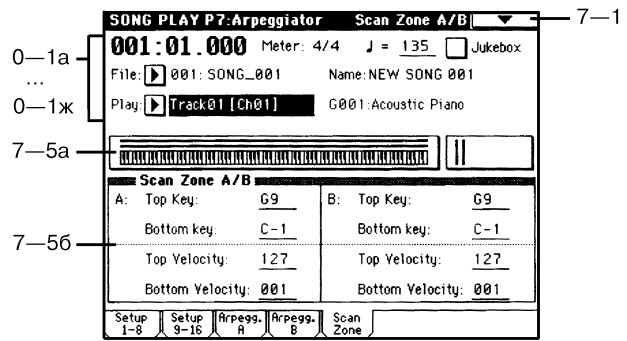 SONG PLAY P7:Arpeggiator Scan Zone A/B
7—1
001:01.000 Meter: 4/4 ♩ = 135 Jukebox
0—1а
...
0—1ж
File: 001: SONG_001 Name: NEW SONG 001
Play: Track01 [Ch01] G001: Acoustic Piano
7—5а
Scan Zone A/B
A: Top Key: G9 B: Top Key: G9
Bottom key: C-1 Bottom Key: C-1
7—5б
Top Velocity: 127 Top Velocity: 127
Bottom Velocity: 001 Bottom Velocity: 001
Setup 1-8 Setup 9-16 Arpegg. A Arpegg. B Scan Zone